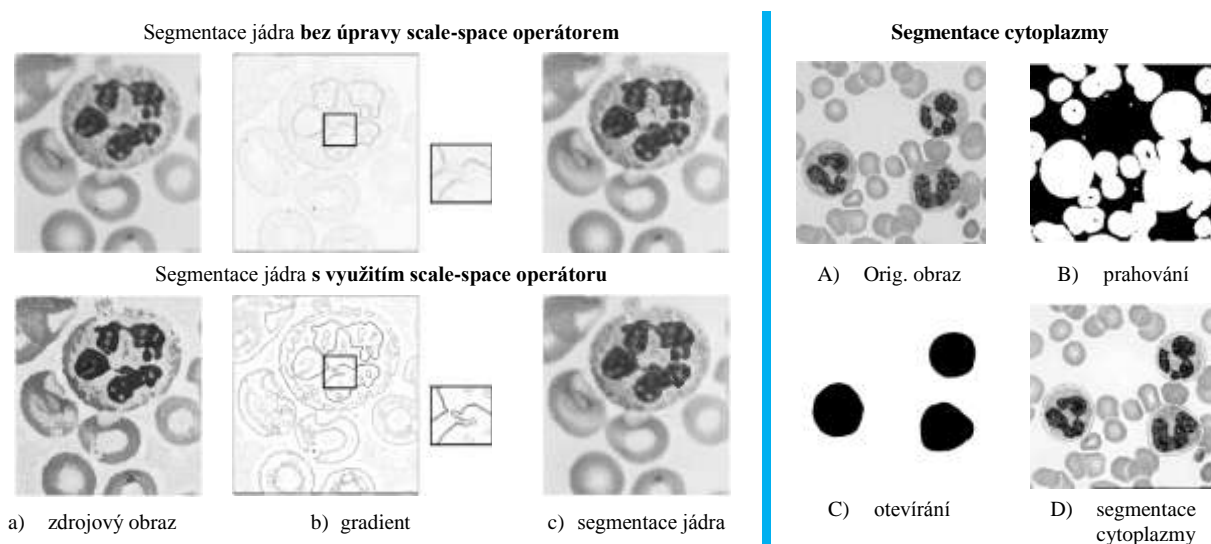 Segmentace jádra bez úpravy scale-space operátorem
Segmentace jádra s využitím scale-space operátoru
a) zdrojový obraz
b) gradient
c) segmentace jádra
Segmentace cytoplazmy
A) Orig. obraz
B) prahování
C) otevírání
D) segmentace
cytoplazmy